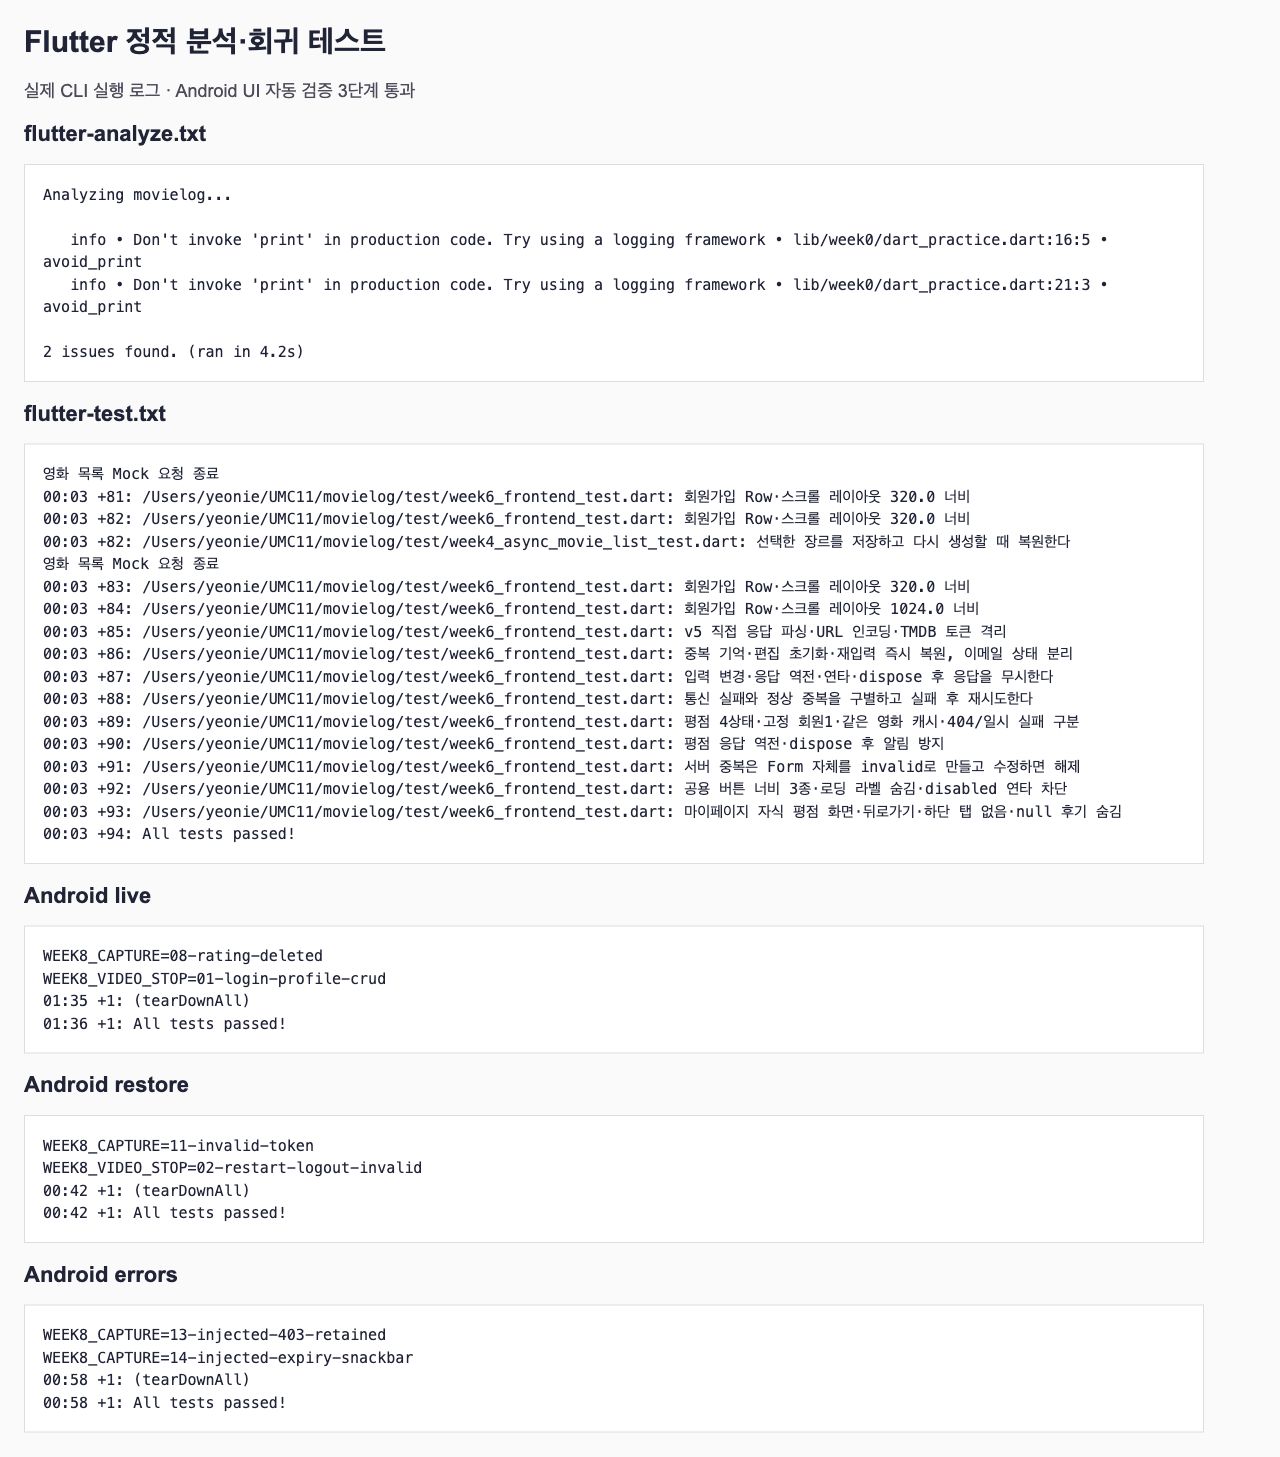 Flutter 정적 분석·회귀 테스트
실제 CLI 실행 로그 · Android UI 자동 검증 3단계 통과
flutter-analyze.txt
Analyzing movielog...
info • Don't invoke 'print' in production code. Try using a logging framework • lib/week0/dart_practice.dart:16:5 •
avoid_print
info • Don't invoke 'print' in production code. Try using a logging framework • lib/week0/dart_practice.dart:21:3 •
avoid_print
2 issues found. (ran in 4.2s)
flutter-test.txt
영화 목록 Mock 요청 종료
00:03 +81: /Users/yeonie/UMC11/movielog/test/week6_frontend_test.dart: 회원가입 Row·스크롤 레이아웃 320.0 너비
00:03 +82: /Users/yeonie/UMC11/movielog/test/week6_frontend_test.dart: 회원가입 Row·스크롤 레이아웃 320.0 너비
00:03 +82: /Users/yeonie/UMC11/movielog/test/week4_async_movie_list_test.dart: 선택한 장르를 저장하고 다시 생성할 때 복원한다
영화 목록 Mock 요청 종료
00:03 +83: /Users/yeonie/UMC11/movielog/test/week6_frontend_test.dart: 회원가입 Row·스크롤 레이아웃 320.0 너비
00:03 +84: /Users/yeonie/UMC11/movielog/test/week6_frontend_test.dart: 회원가입 Row·스크롤 레이아웃 1024.0 너비
00:03 +85: /Users/yeonie/UMC11/movielog/test/week6_frontend_test.dart: v5 직접 응답 파싱·URL 인코딩·TMDB 토큰 격리
00:03 +86: /Users/yeonie/UMC11/movielog/test/week6_frontend_test.dart: 중복 기억·편집 초기화·재입력 즉시 복원, 이메일 상태 분리
00:03 +87: /Users/yeonie/UMC11/movielog/test/week6_frontend_test.dart: 입력 변경·응답 역전·연타·dispose 후 응답을 무시한다
00:03 +88: /Users/yeonie/UMC11/movielog/test/week6_frontend_test.dart: 통신 실패와 정상 중복을 구별하고 실패 후 재시도한다
00:03 +89: /Users/yeonie/UMC11/movielog/test/week6_frontend_test.dart: 평점 4상태·고정 회원1·같은 영화 캐시·404/일시 실패 구분
00:03 +90: /Users/yeonie/UMC11/movielog/test/week6_frontend_test.dart: 평점 응답 역전·dispose 후 알림 방지
00:03 +91: /Users/yeonie/UMC11/movielog/test/week6_frontend_test.dart: 서버 중복은 Form 자체를 invalid로 만들고 수정하면 해제
00:03 +92: /Users/yeonie/UMC11/movielog/test/week6_frontend_test.dart: 공용 버튼 너비 3종·로딩 라벨 숨김·disabled 연타 차단
00:03 +93: /Users/yeonie/UMC11/movielog/test/week6_frontend_test.dart: 마이페이지 자식 평점 화면·뒤로가기·하단 탭 없음·null 후기 숨김
00:03 +94: All tests passed!
Android live
WEEK8_CAPTURE=08-rating-deleted
WEEK8_VIDEO_STOP=01-login-profile-crud
01:35 +1: (tearDownAll)
01:36 +1: All tests passed!
Android restore
WEEK8_CAPTURE=11-invalid-token
WEEK8_VIDEO_STOP=02-restart-logout-invalid
00:42 +1: (tearDownAll)
00:42 +1: All tests passed!
Android errors
WEEK8_CAPTURE=13-injected-403-retained
WEEK8_CAPTURE=14-injected-expiry-snackbar
00:58 +1: (tearDownAll)
00:58 +1: All tests passed!